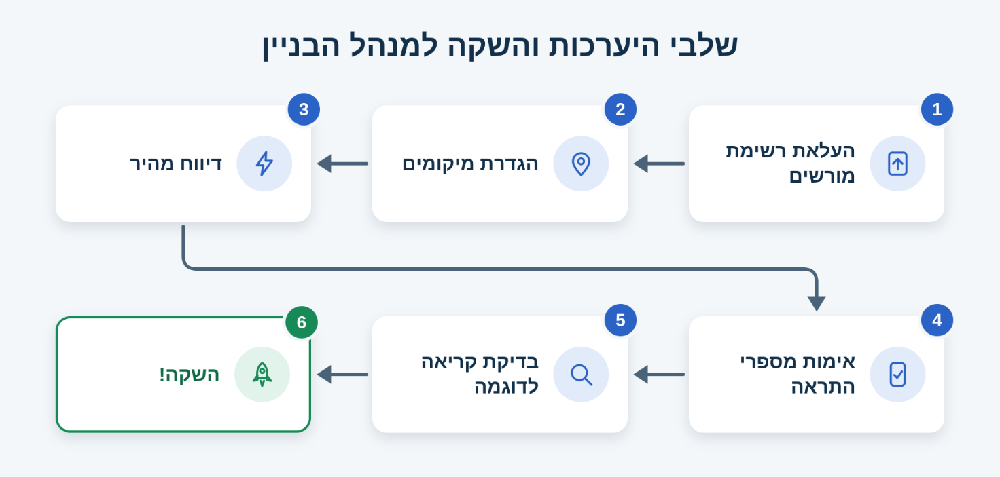 שלבי היערכות והשקה למנהל הבניין
1
העלאת רשימת
מורשים
2
הגדרת מיקומים
3
דיווח מהיר
4
אימות מספרי
התראה
5
בדיקת קריאה
לדוגמה
6
השקה!